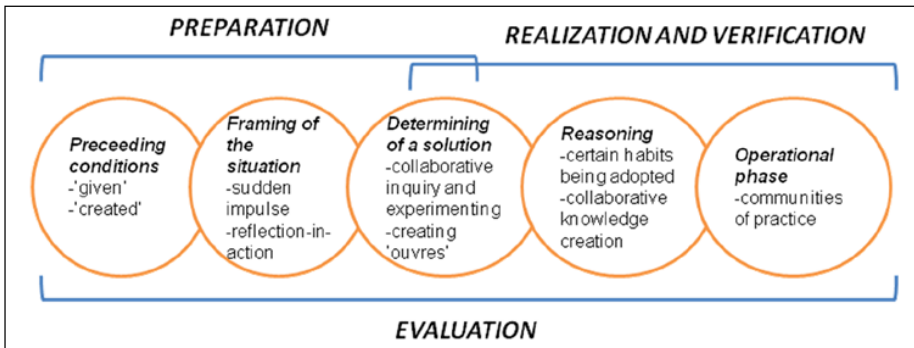 PREPARATION
REALIZATION AND VERIFICATION
Preceeding
conditions
-'given'
-'created'
Framing of
the
situation
-sudden
impulse
-reflection-in-
action
Determining
of a solution
-collaborative
inquiry and
experimenting
-creating
'ouvres'
Reasoning
-certain habits
being adopted
-collaborative
knowledge
creation
Operational
phase
-communities
of practice
EVALUATION